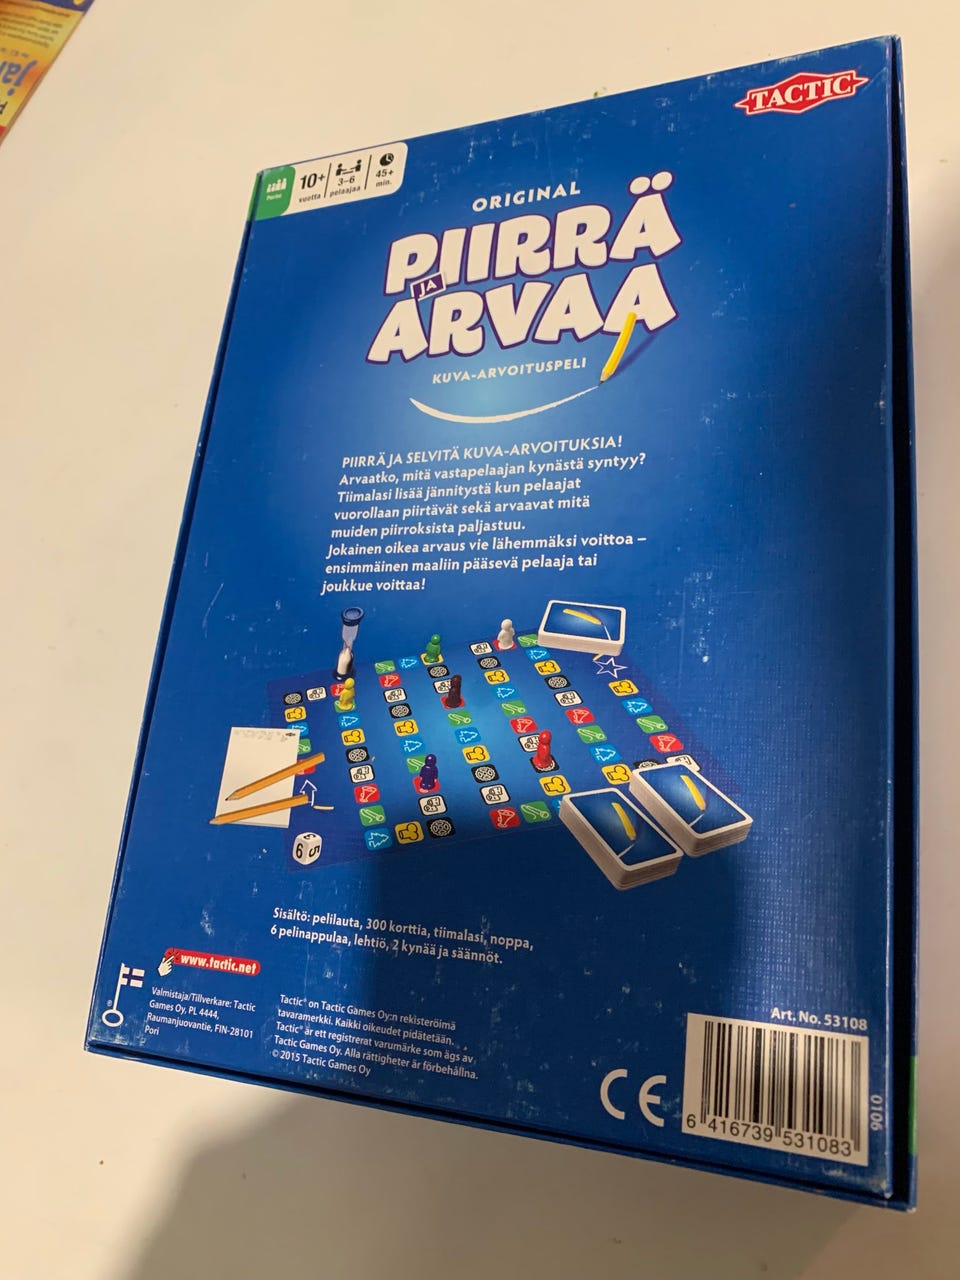 TACTIC
Perhe
10+
vuotta
3–6
pelaajaa
45+
min.
ORIGINAL
PIIRRÄ
JA
ARVAA
KUVA-ARVOITUSPELI
PIIRRÄ JA SELVITÄ KUVA-ARVOITUKSIA!
Arvaatko, mitä vastapelaajan kynästä syntyy?
Tiimalasi lisää jännitystä kun pelaajat
vuorollaan piirtävät sekä arvaavat mitä
muiden piirroksista paljastuu.
Jokainen oikea arvaus vie lähemmäksi voittoa –
ensimmäinen maaliin pääsevä pelaaja tai
joukkue voittaa!
6 5
Sisältö: pelilauta, 300 korttia, tiimalasi, noppa,
6 pelinappulaa, lehtiö, 2 kynää ja säännöt.
www.tactic.net
Valmistaja/Tillverkare: Tactic
Games Oy, PL 4444,
Raumanjuovantie, FIN-28101
Pori
Tactic® on Tactic Games Oy:n rekisteröimä
tavaramerkki. Kaikki oikeudet pidätetään.
Tactic® är ett registrerat varumärke som ägs av
Tactic Games Oy. Alla rättigheter är förbehållna.
© 2015 Tactic Games Oy
CE
Art. No. 53108
6 416739 531083
0106